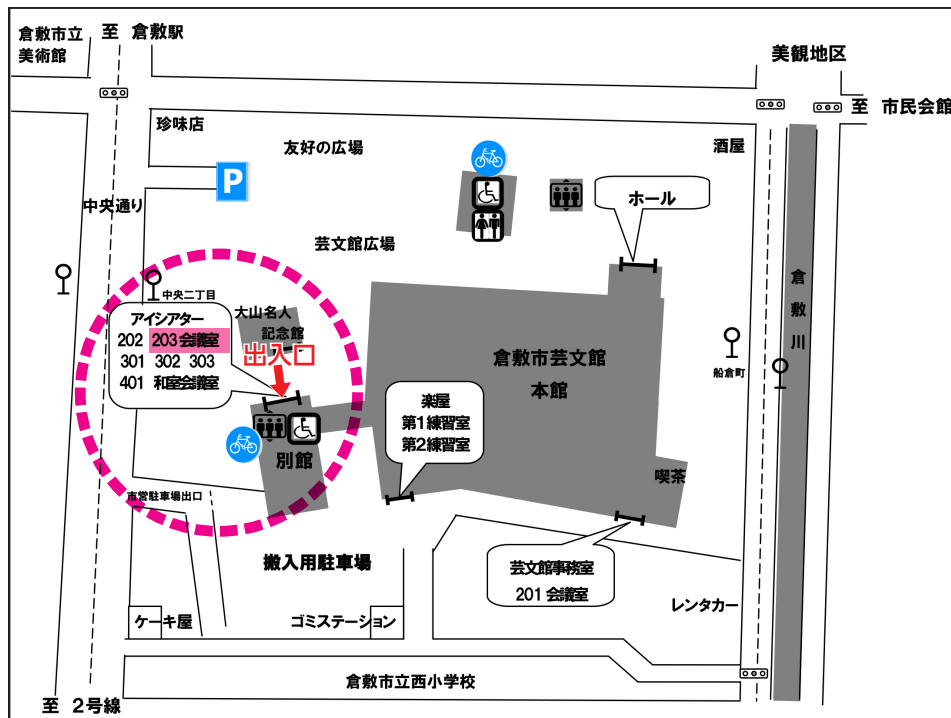 倉敷市立
美術館
至 倉敷駅
美観地区
至 市民会館
珍味店
友好の広場
酒屋
P
中央通り
ホール
芸文館広場
倉敷川
中央二丁目
アイシアター
202 203会議室
301 302 303
401 和室会議室
大山名人
記念館
出入口
倉敷市芸文館
本館
船倉町
楽屋
第1練習室
第2練習室
別館
喫茶
市営駐車場出口
搬入用駐車場
芸文館事務室
201会議室
レンタカー
ケーキ屋
ゴミステーション
倉敷市立西小学校
至 2号線